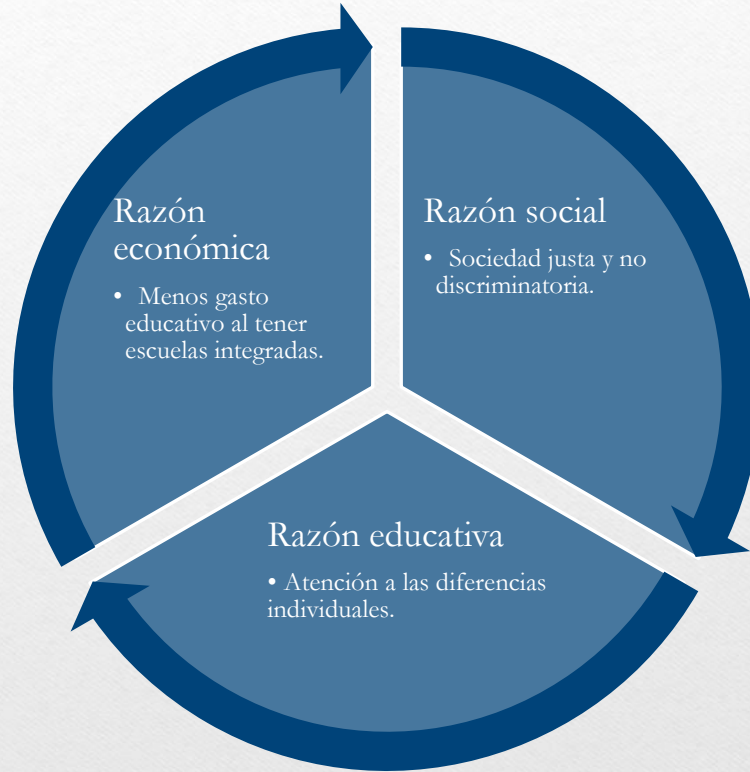 Razón
económica
• Menos gasto
educativo al tener
escuelas integradas.
Razón social
• Sociedad justa y no
discriminatoria.
Razón educativa
• Atención a las diferencias
individuales.